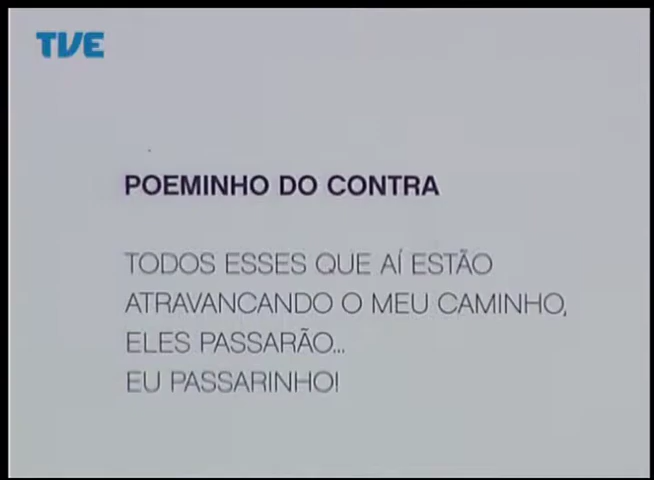 TVE
POEMINHO DO CONTRA
TODOS ESSES QUE AÍ ESTÃO
ATRAVANCANDO O MEU CAMINHO,
ELES PASSARÃO...
EU PASSARINHO!